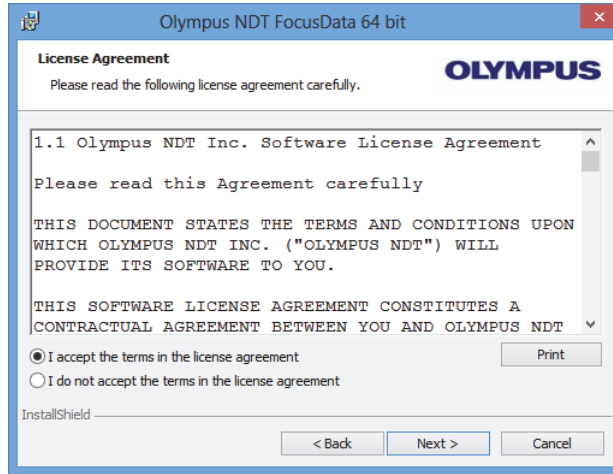 Olympus NDT FocusData 64 bit
License Agreement
Please read the following license agreement carefully.
OLYMPUS
1.1 Olympus NDT Inc. Software License Agreement
Please read this Agreement carefully
THIS DOCUMENT STATES THE TERMS AND CONDITIONS UPON
WHICH OLYMPUS NDT INC. ("OLYMPUS NDT") WILL
PROVIDE ITS SOFTWARE TO YOU.
THIS SOFTWARE LICENSE AGREEMENT CONSTITUTES A
CONTRACTUAL AGREEMENT BETWEEN YOU AND OLYMPUS NDT
I accept the terms in the license agreement
Print
I do not accept the terms in the license agreement
InstallShield
< Back
Next >
Cancel